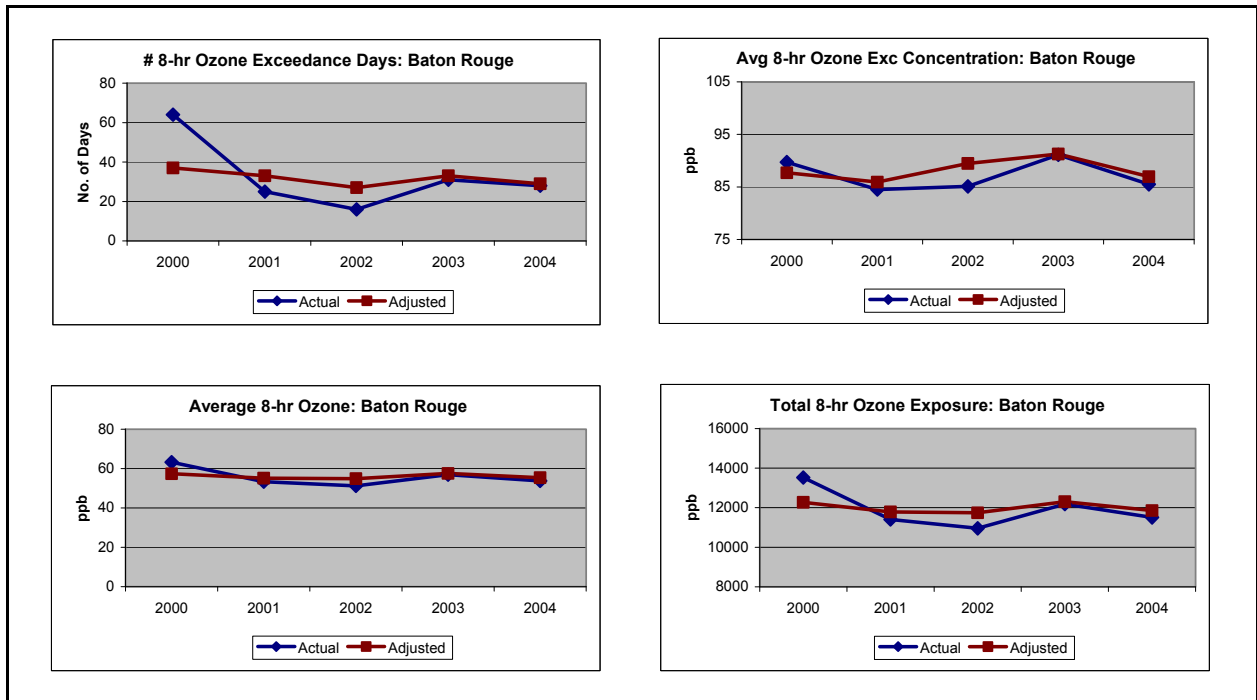 # 8-hr Ozone Exceedance Days: Baton Rouge
80
60
40
20
0
No. of Days
2000 2001 2002 2003 2004
Actual Adjusted
Avg 8-hr Ozone Exc Concentration: Baton Rouge
105
95
85
75
ppb
2000 2001 2002 2003 2004
Actual Adjusted
Average 8-hr Ozone: Baton Rouge
80
60
40
20
0
ppb
2000 2001 2002 2003 2004
Actual Adjusted
Total 8-hr Ozone Exposure: Baton Rouge
16000
14000
12000
10000
8000
ppb
2000 2001 2002 2003 2004
Actual Adjusted